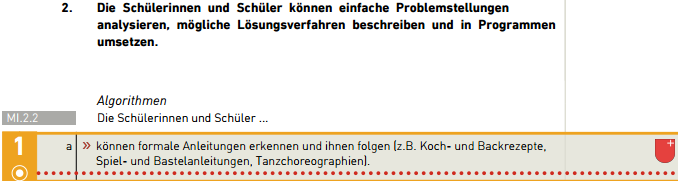 2. Die Schülerinnen und Schüler können einfache Problemstellungen
analysieren, mögliche Lösungsverfahren beschreiben und in Programmen
umsetzen.
Algorithmen
MI.2.2 Die Schülerinnen und Schüler ...
1 a » können formale Anleitungen erkennen und ihnen folgen (z.B. Koch- und Backrezepte,
Spiel- und Bastelanleitungen, Tanzchoreographien).